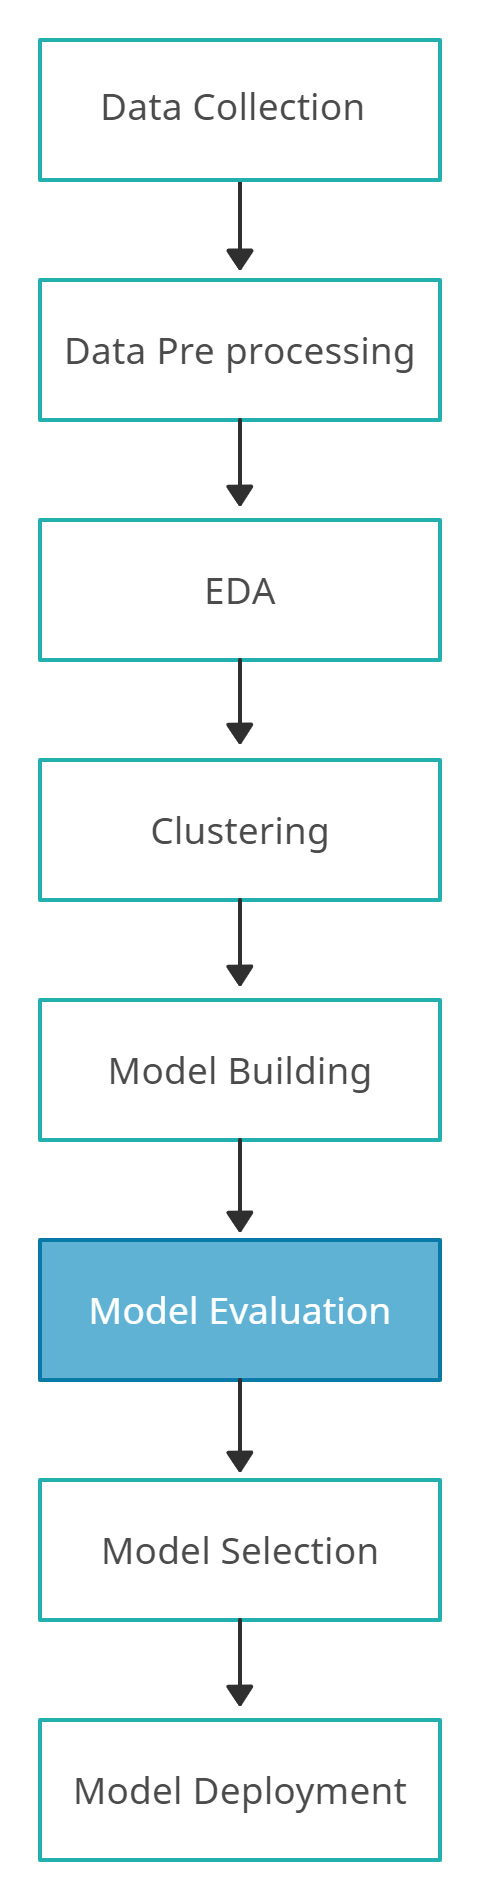 Data Collection
Data Pre processing
EDA
Clustering
Model Building
Model Evaluation
Model Selection
Model Deployment